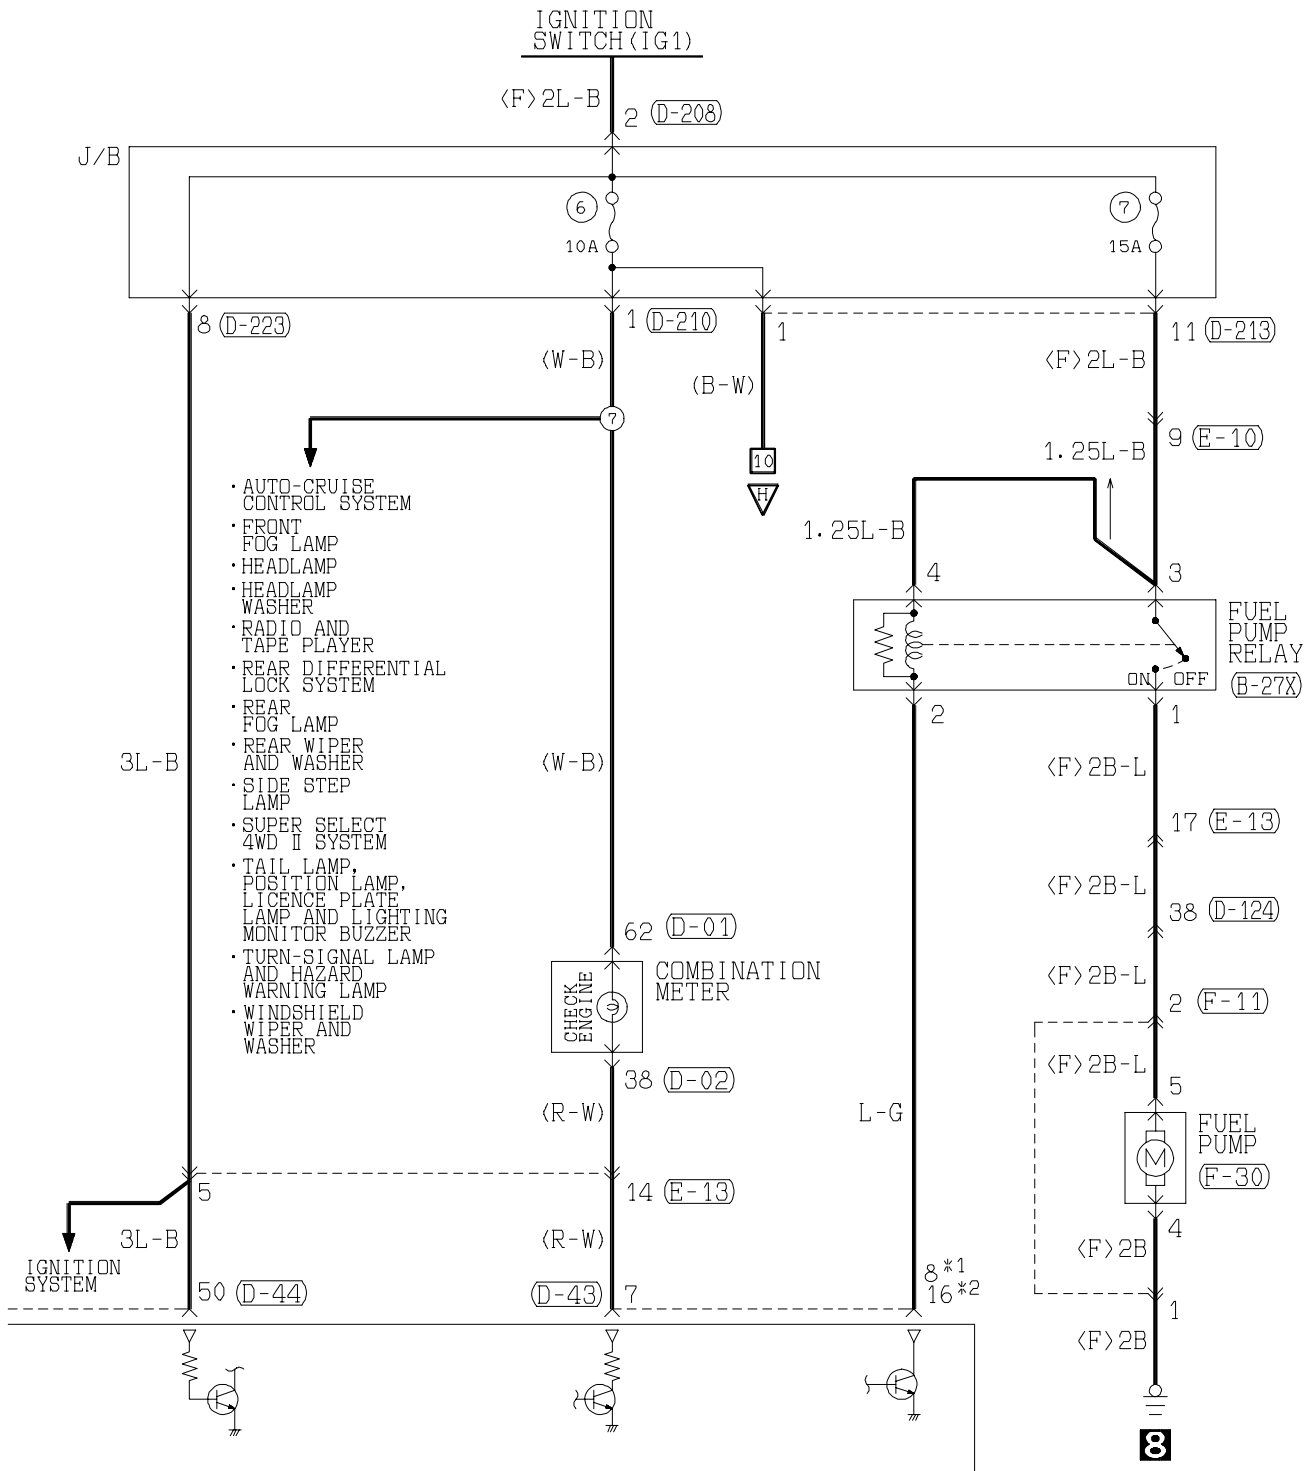 IGNITION
SWITCH(IG1)
<F>2L-B
2 (D-208)
J/B
6
10A
7
15A
8 (D-223)
1 (D-210)
1
11 (D-213)
(W-B)
(B-W)
<F>2L-B
7
10
H
9 (E-10)
1.25L-B
1.25L-B
· AUTO-CRUISE
CONTROL SYSTEM
· FRONT
FOG LAMP
· HEADLAMP
· HEADLAMP
WASHER
· RADIO AND
TAPE PLAYER
· REAR DIFFERENTIAL
LOCK SYSTEM
· REAR
FOG LAMP
· REAR WIPER
AND WASHER
· SIDE STEP
LAMP
· SUPER SELECT
4WD Ⅱ SYSTEM
· TAIL LAMP,
POSITION LAMP,
LICENCE PLATE
LAMP AND LIGHTING
MONITOR BUZZER
· TURN-SIGNAL LAMP
AND HAZARD
WARNING LAMP
· WINDSHIELD
WIPER AND
WASHER
4
3
FUEL
PUMP
RELAY
(B-27X)
ON OFF
2
1
3L-B
(W-B)
<F>2B-L
17 (E-13)
<F>2B-L
38 (D-124)
<F>2B-L
2 (F-11)
<F>2B-L
5
62 (D-01)
COMBINATION
METER
CHECK
ENGINE
38 (D-02)
(R-W)
L-G
FUEL
PUMP
(F-30)
M
4
5
14 (E-13)
3L-B
(R-W)
<F>2B
IGNITION
SYSTEM
50 (D-44)
(D-43) 7
8*1
16*2
1
<F>2B
8